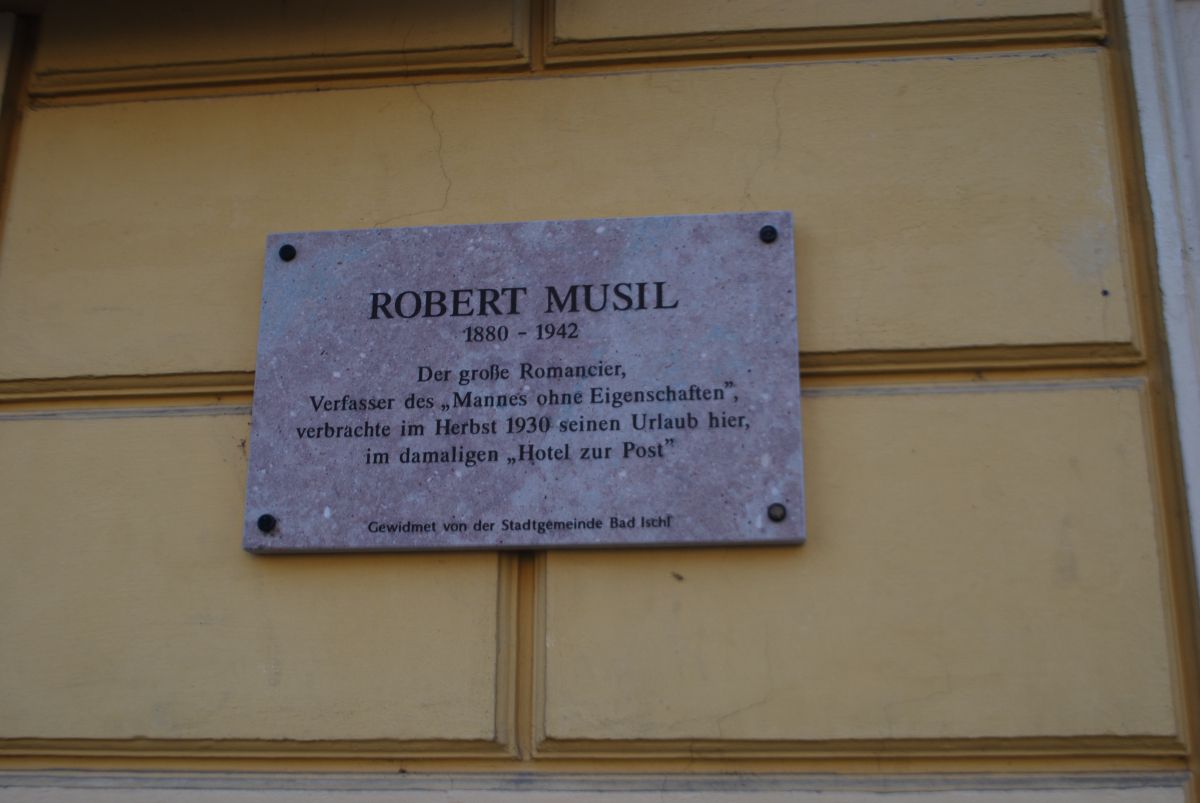 ROBERT MUSIL
1880 - 1942
Der große Romancier,
Verfasser des „Mannes ohne Eigenschaften”,
verbrachte im Herbst 1930 seinen Urlaub hier,
im damaligen „Hotel zur Post”
Gewidmet von der Stadtgemeinde Bad Ischl